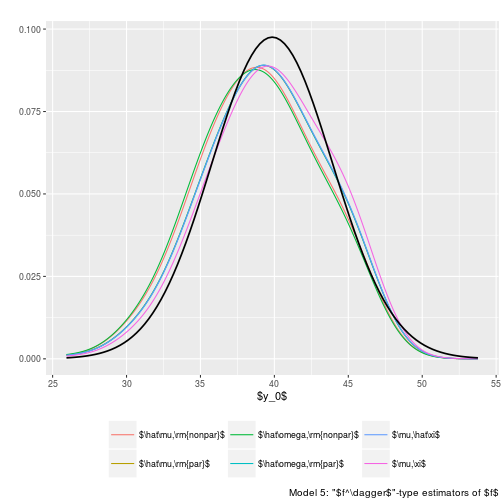 0.100
0.075
0.050
0.025
0.000
25 30 35 40 45 50 55
$y_0$
$\hat\mu,\rm{nonpar}$ $\hat\omega,\rm{nonpar}$ $\mu,\hat\xi$
$\hat\mu,\rm{par}$ $\hat\omega,\rm{par}$ $\mu,\xi$
Model 5: "$f^\dagger$"-type estimators of $f$